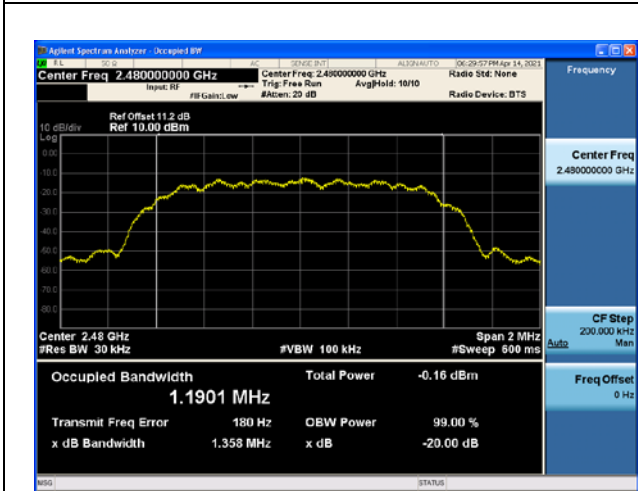 Agilent Spectrum Analyzer - Occupied BW
RL 50 Ω AC SENSE:INT ALIGNAUTO 06:29:57 PM Apr 14, 2021
Center Freq 2.480000000 GHz Center Freq: 2.480000000 GHz Radio Std: None Frequency
Input: RF Trig: Free Run Avg|Hold: 10/10
#IFGain:Low #Atten: 20 dB Radio Device: BTS
Ref Offset 11.2 dB
10 dB/div Ref 10.00 dBm
Log
0.00
-10.0
-20.0
-30.0
-40.0
-50.0
-60.0
-70.0
-80.0
Center Freq
2.480000000 GHz
Center 2.48 GHz Span 2 MHz
#Res BW 30 kHz #VBW 100 kHz #Sweep 600 ms
CF Step
200.000 kHz
Auto Man
Occupied Bandwidth Total Power -0.16 dBm
1.1901 MHz
Transmit Freq Error 180 Hz OBW Power 99.00 %
x dB Bandwidth 1.358 MHz x dB -20.00 dB
Freq Offset
0 Hz
MSG STATUS